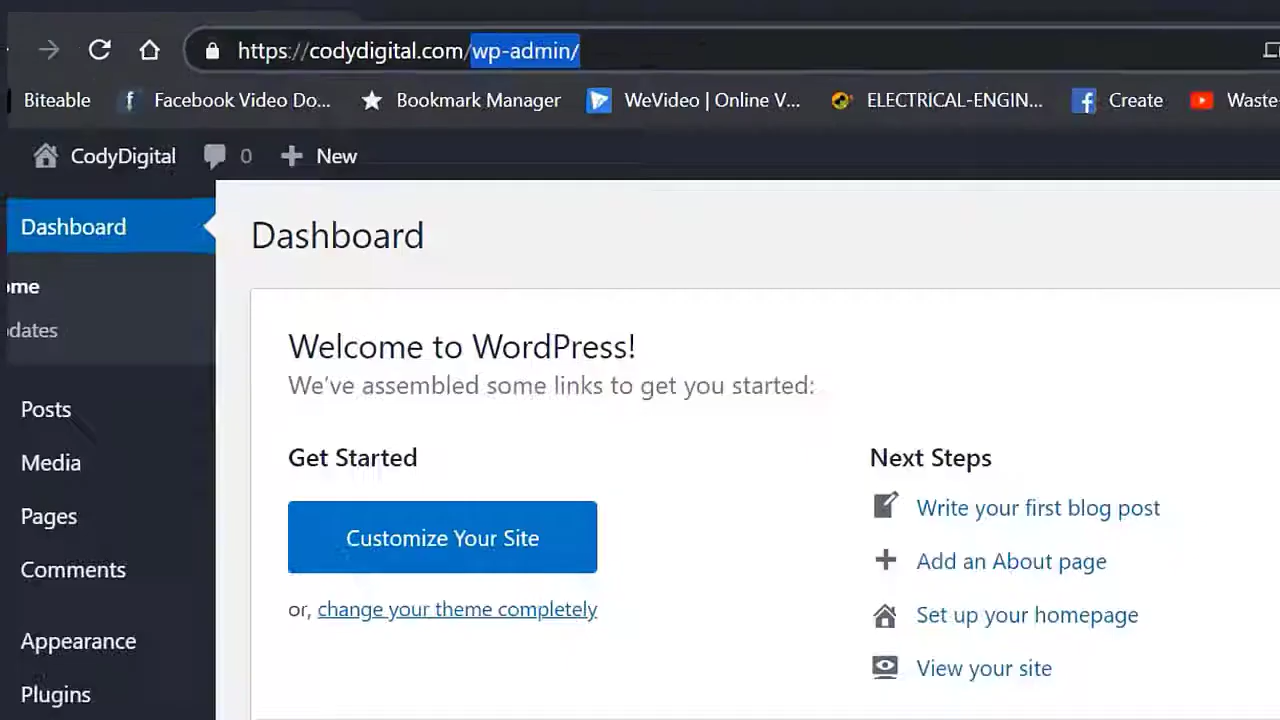 https://codydigital.com/wp-admin/
Biteable Facebook Video Do... Bookmark Manager WeVideo | Online V... ELECTRICAL-ENGIN... Create Waste
CodyDigital 0 New
Dashboard
Dashboard
ome
dates
Welcome to WordPress!
We've assembled some links to get you started:
Posts
Media
Pages
Comments
Appearance
Plugins
Get Started
Customize Your Site
or, change your theme completely
Next Steps
Write your first blog post
Add an About page
Set up your homepage
View your site